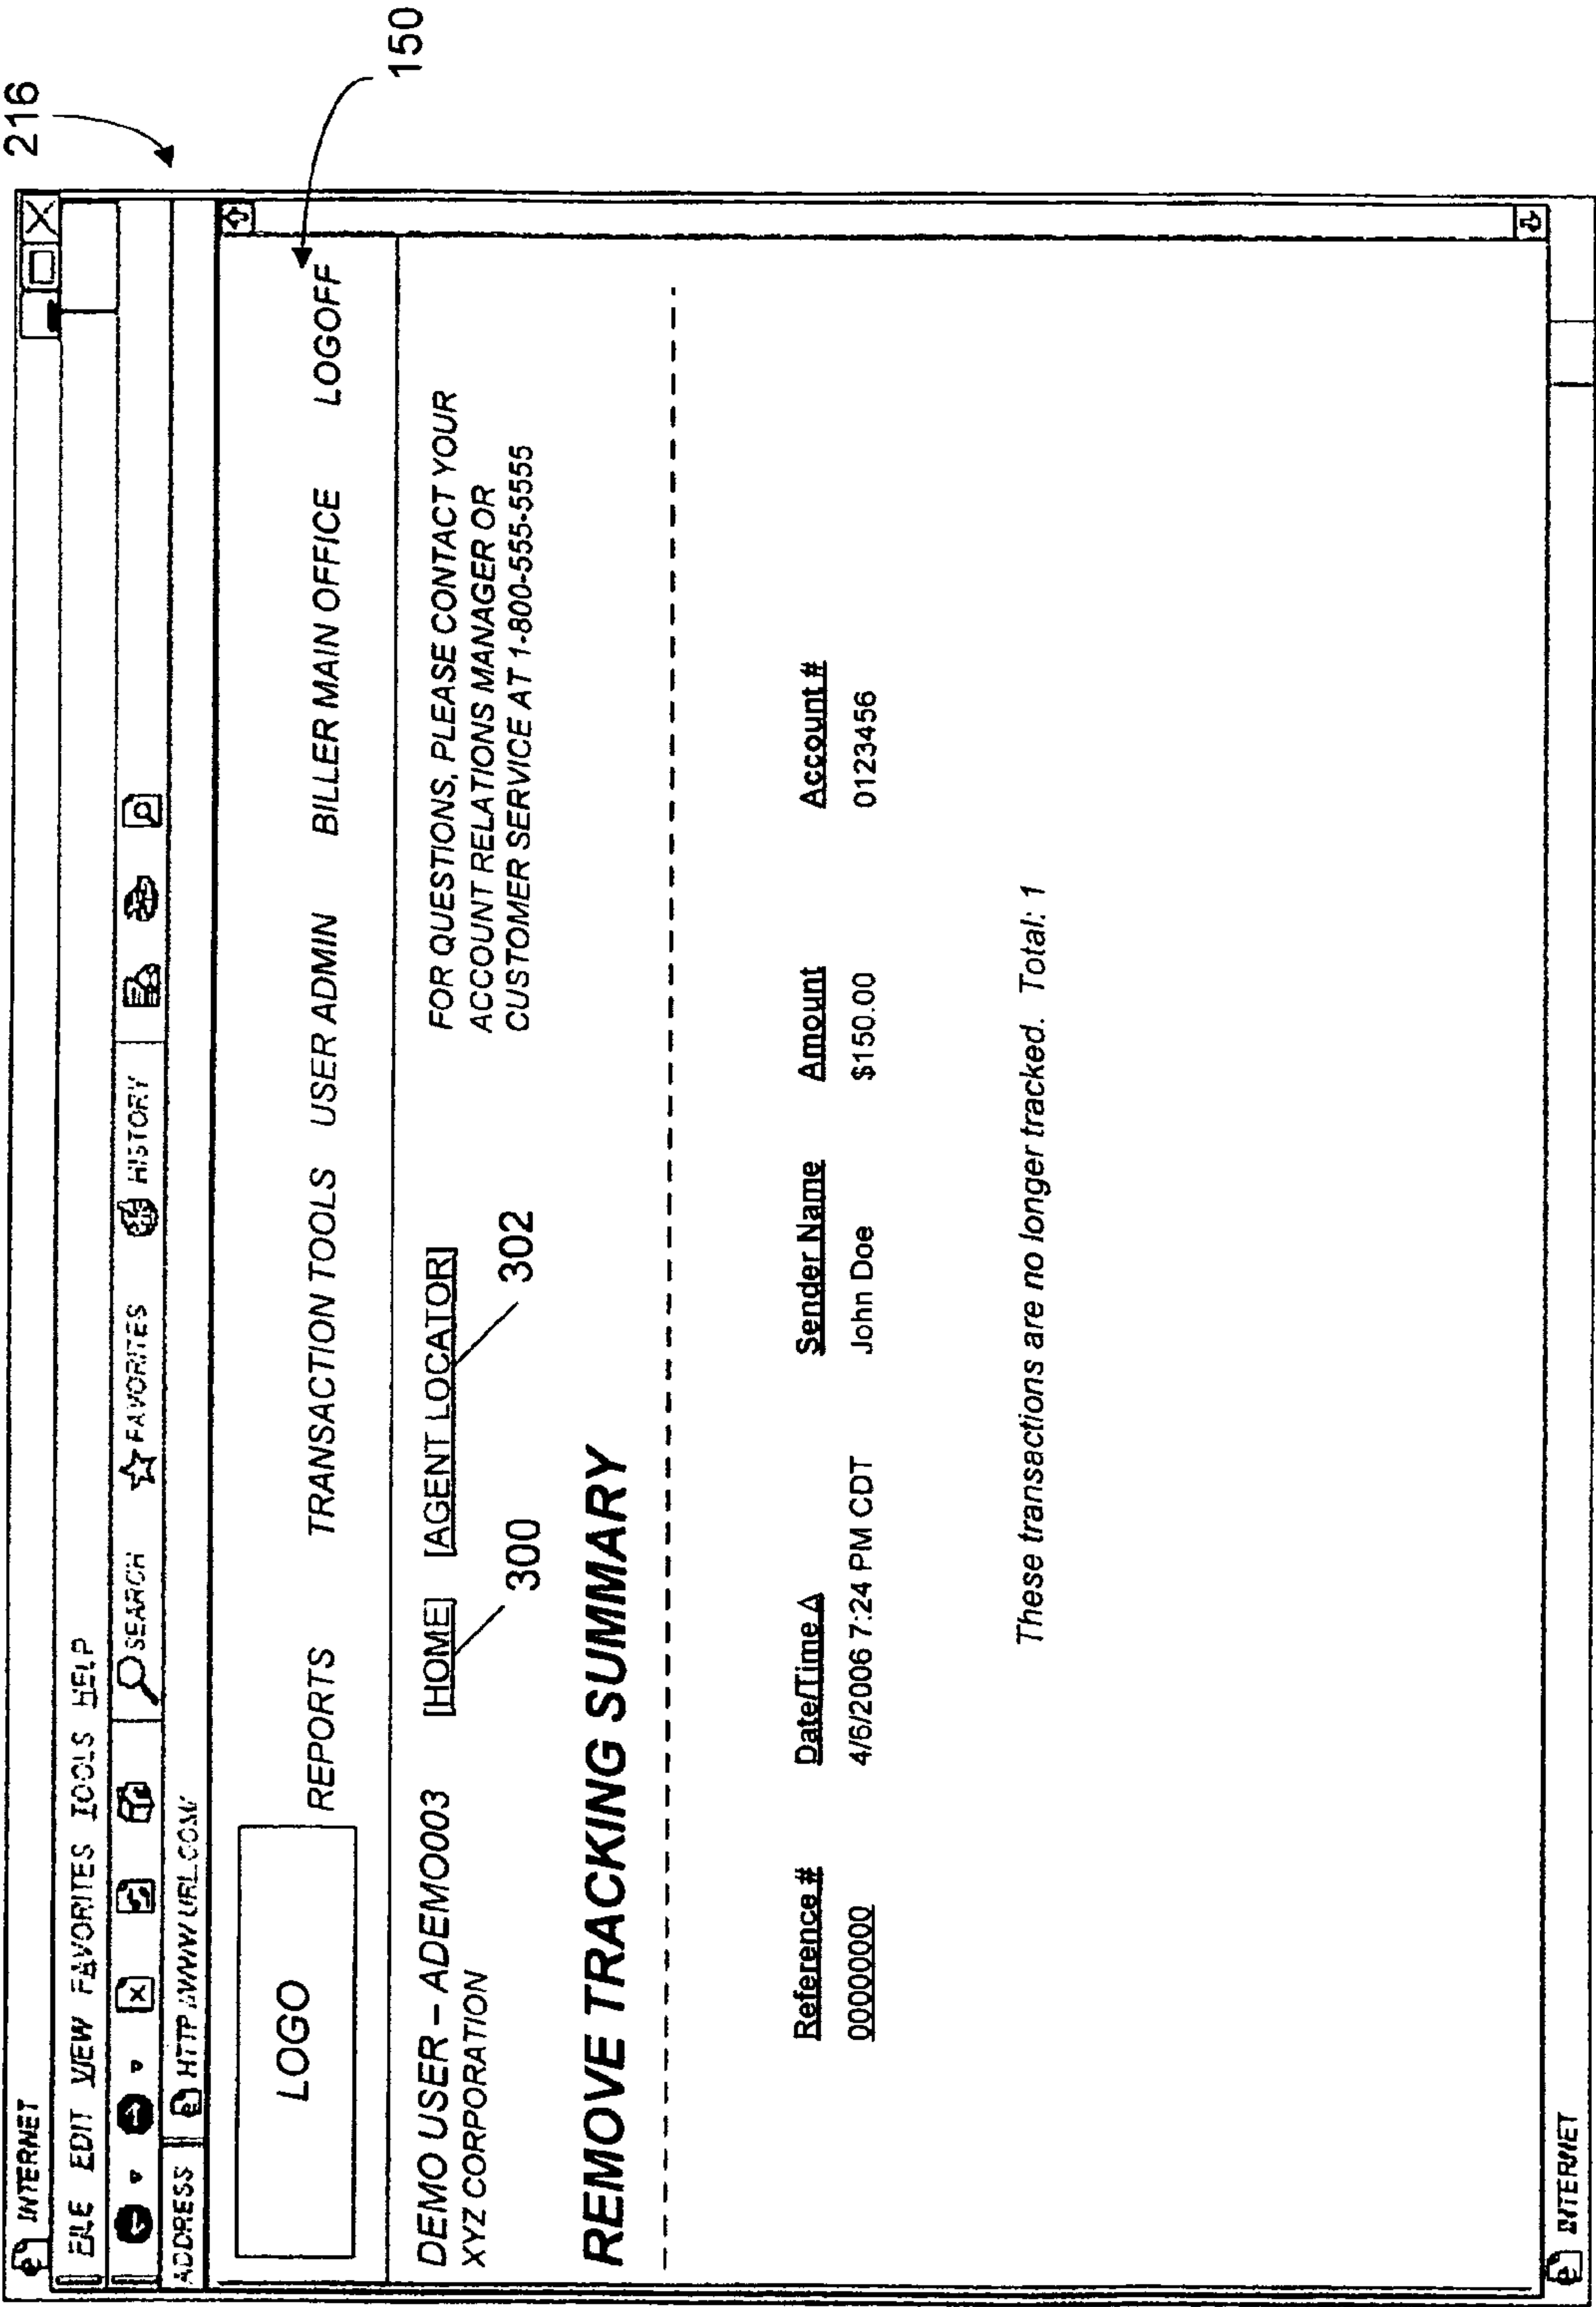 216
INTERNET
FILE EDIT VIEW FAVORITES TOOLS HELP
SEARCH FAVORITES HISTORY
ADDRESS HTTP://WWW.URL.COM/
150
LOGO REPORTS TRANSACTION TOOLS USER ADMIN BILLER MAIN OFFICE LOGOFF
DEMO USER – ADEMO003 [HOME] [AGENT LOCATOR] FOR QUESTIONS, PLEASE CONTACT YOUR
XYZ CORPORATION ACCOUNT RELATIONS MANAGER OR
300 302 CUSTOMER SERVICE AT 1-800-555-5555
REMOVE TRACKING SUMMARY
Reference # Date/Time Δ Sender Name Amount Account #
00000000 4/6/2006 7:24 PM CDT John Doe $150.00 0123456
These transactions are no longer tracked. Total: 1
INTERNET